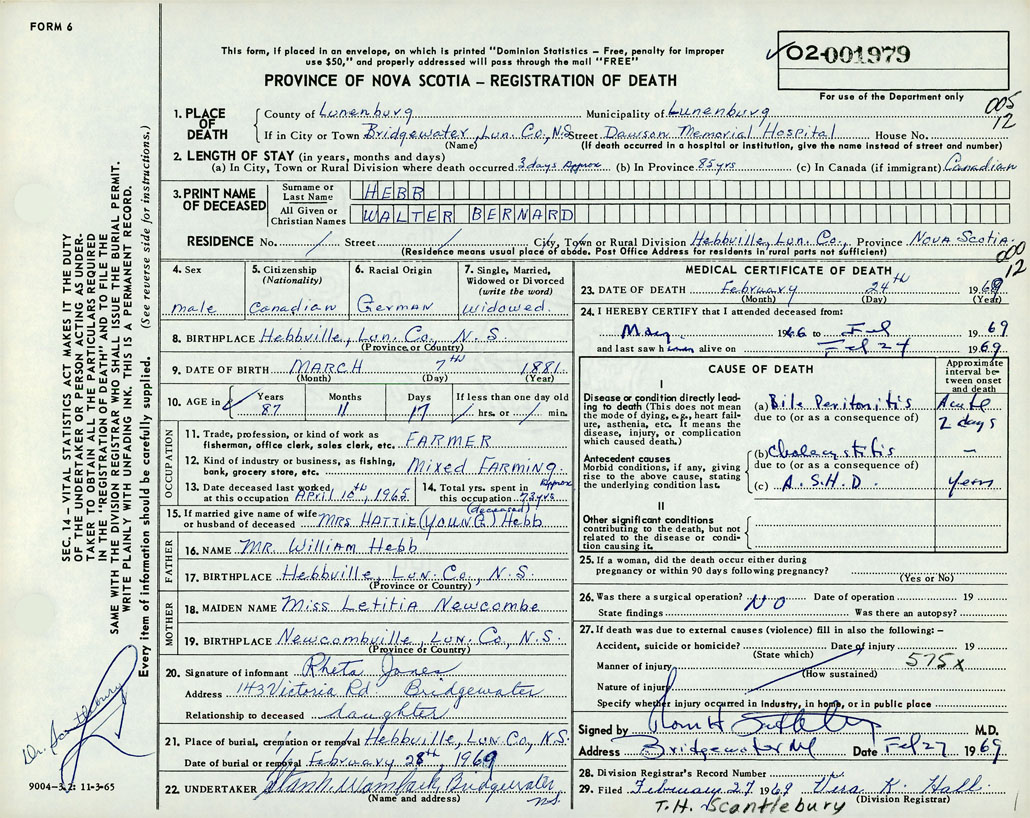 FORM 6
This form, if placed in an envelope, on which is printed "Dominion Statistics – Free, penalty for improper
use $50," and properly addressed will pass through the mail "FREE"
02-001979
PROVINCE OF NOVA SCOTIA – REGISTRATION OF DEATH
For use of the Department only
005
12
1. PLACE OF DEATH
County of Lunenburg Municipality of Lunenburg
If in City or Town Bridgewater, Lun. Co., N.S. Street Dawson Memorial Hospital House No.
(Name) (If death occurred in a hospital or institution, give the name instead of street and number)
2. LENGTH OF STAY (in years, months and days)
(a) In City, Town or Rural Division where death occurred 3 days Approx (b) In Province 85 yrs (c) In Canada (if immigrant) Canadian
3. PRINT NAME OF DECEASED
Surname or Last Name HEBB
All Given or Christian Names WALTER BERNARD
RESIDENCE No. / Street / City, Town or Rural Division Hebbville, Lun. Co., Province Nova Scotia
(Residence means usual place of abode. Post Office Address for residents in rural parts not sufficient)
000
12
4. Sex
male
5. Citizenship (Nationality)
Canadian
6. Racial Origin
German
7. Single, Married, Widowed or Divorced (write the word)
Widowed.
8. BIRTHPLACE Hebbville, Lun. Co., N.S.
(Province or Country)
9. DATE OF BIRTH MARCH 7th 1881
(Month) (Day) (Year)
10. AGE in Years 87 Months 11 Days 17 If less than one day old / hrs. or / min.
OCCUPATION
11. Trade, profession, or kind of work as fisherman, office clerk, sales clerk, etc. FARMER
12. Kind of industry or business, as fishing, bank, grocery store, etc. Mixed Farming.
13. Date deceased last worked at this occupation April 10th, 1965
14. Total yrs. spent in this occupation 73 yrs Approx
15. If married give name of wife or husband of deceased MRS HATTIE (YOUNG) Hebb (deceased)
FATHER
16. NAME MR. William Hebb
17. BIRTHPLACE Hebbville, Lun. Co., N.S.
(Province or Country)
MOTHER
18. MAIDEN NAME Miss Letitia Newcombe
19. BIRTHPLACE Newcombville, Lun. Co, N.S.
(Province or Country)
20. Signature of informant Rheta Jones
Address 143 Victoria Rd Bridgewater
Relationship to deceased daughter
21. Place of burial, cremation or removal Hebbville, Lun. Co., N.S.
Date of burial or removal February 28th, 1969
22. UNDERTAKER Bridgewater, N.S.
(Name and address)
MEDICAL CERTIFICATE OF DEATH
23. DATE OF DEATH February 24th 1969
(Month) (Day) (Year)
24. I HEREBY CERTIFY that I attended deceased from:
May 1966 to Feb 1969
and last saw him alive on Feb 24 1969
CAUSE OF DEATH
Approximate interval between onset and death
I
Disease or condition directly leading to death (This does not mean the mode of dying, e.g., heart failure, asthenia, etc. It means the disease, injury, or complication which caused death.)
(a) Bile Peritonitis Acute 2 days
due to (or as a consequence of)
Antecedent causes
Morbid conditions, if any, giving rise to the above cause, stating the underlying condition last.
(b) Cholecystitis –
due to (or as a consequence of)
(c) A.S.H.D. years
II
Other significant conditions
contributing to the death, but not related to the disease or condition causing it.
25. If a woman, did the death occur either during pregnancy or within 90 days following pregnancy?
(Yes or No)
26. Was there a surgical operation? NO Date of operation 19
State findings Was there an autopsy?
27. If death was due to external causes (violence) fill in also the following: –
Accident, suicide or homicide? Date of injury 19
(State which)
Manner of injury 575x
(How sustained)
Nature of injury
Specify whether injury occurred in Industry, in home, or in public place
Signed by M.D.
Address Bridgewater NS Date Feb 27 1969
28. Division Registrar's Record Number
29. Filed February 27 1969 Vera K. Hall
(Division Registrar)
T.H. Scantlebury
SEC. 14 – VITAL STATISTICS ACT MAKES IT THE DUTY
OF THE UNDERTAKER OR PERSON ACTING AS UNDER-
TAKER TO OBTAIN ALL THE PARTICULARS REQUIRED
IN THE "REGISTRATION OF DEATH" AND TO FILE THE
SAME WITH THE DIVISION REGISTRAR WHO SHALL ISSUE THE BURIAL PERMIT.
WRITE PLAINLY WITH UNFADING INK. THIS IS A PERMANENT RECORD.
Every item of information should be carefully supplied. (See reverse side for instructions.)
Dr. Scantlebury
9004-3.2: 11-3-65